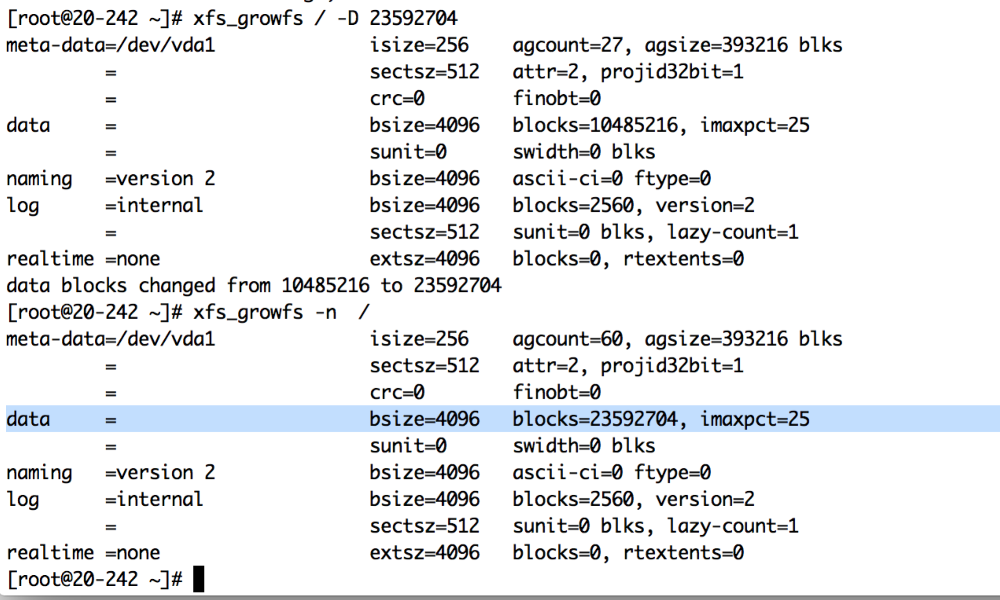 [root@20-242 ~]# xfs_growfs / -D 23592704
meta-data=/dev/vda1              isize=256    agcount=27, agsize=393216 blks
         =                       sectsz=512   attr=2, projid32bit=1
         =                       crc=0        finobt=0
data     =                       bsize=4096   blocks=10485216, imaxpct=25
         =                       sunit=0      swidth=0 blks
naming   =version 2              bsize=4096   ascii-ci=0 ftype=0
log      =internal               bsize=4096   blocks=2560, version=2
         =                       sectsz=512   sunit=0 blks, lazy-count=1
realtime =none                   extsz=4096   blocks=0, rtextents=0
data blocks changed from 10485216 to 23592704
[root@20-242 ~]# xfs_growfs -n  /
meta-data=/dev/vda1              isize=256    agcount=60, agsize=393216 blks
         =                       sectsz=512   attr=2, projid32bit=1
         =                       crc=0        finobt=0
data     =                       bsize=4096   blocks=23592704, imaxpct=25
         =                       sunit=0      swidth=0 blks
naming   =version 2              bsize=4096   ascii-ci=0 ftype=0
log      =internal               bsize=4096   blocks=2560, version=2
         =                       sectsz=512   sunit=0 blks, lazy-count=1
realtime =none                   extsz=4096   blocks=0, rtextents=0
[root@20-242 ~]#